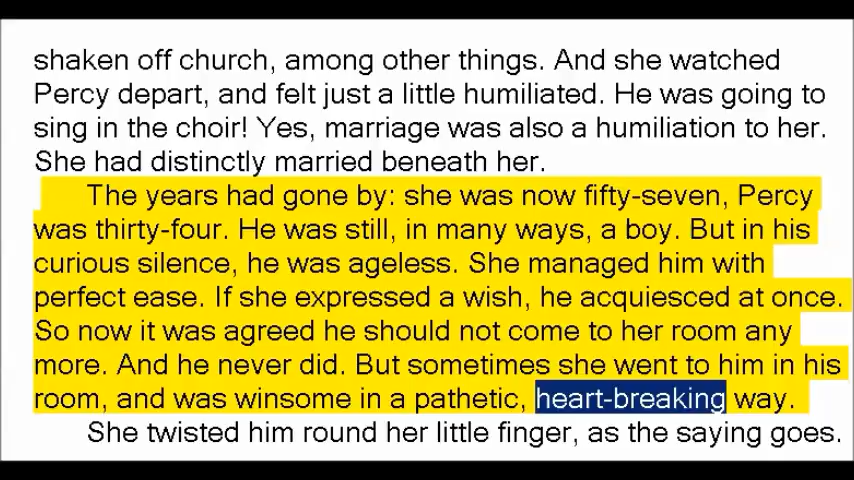 shaken off church, among other things. And she watched
Percy depart, and felt just a little humiliated. He was going to
sing in the choir! Yes, marriage was also a humiliation to her.
She had distinctly married beneath her.
The years had gone by: she was now fifty-seven, Percy
was thirty-four. He was still, in many ways, a boy. But in his
curious silence, he was ageless. She managed him with
perfect ease. If she expressed a wish, he acquiesced at once.
So now it was agreed he should not come to her room any
more. And he never did. But sometimes she went to him in his
room, and was winsome in a pathetic, heart-breaking way.
She twisted him round her little finger, as the saying goes.